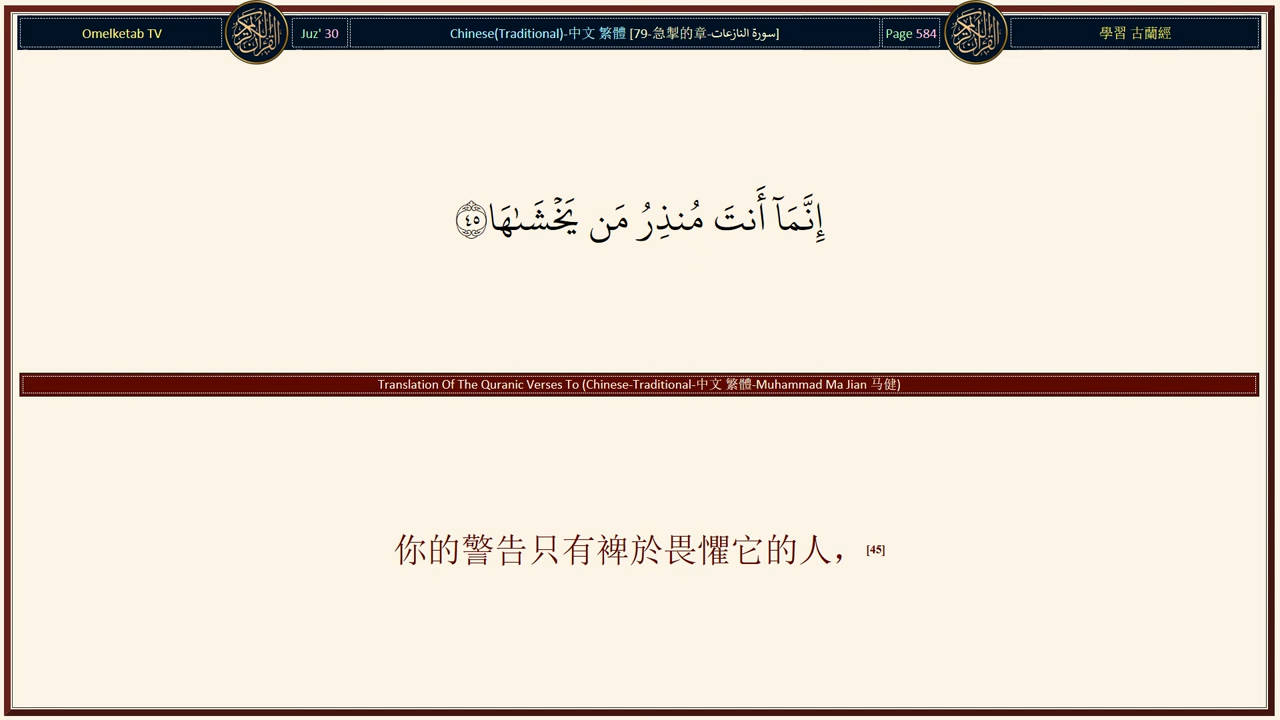 Omelketab TV
Juz' 30
Chinese(Traditional)-中文 繁體 [79-急掣的章-سورة النازعات]
Page 584
學習 古蘭經
إِنَّمَآ أَنتَ مُنذِرُ مَن يَخْشَىٰهَا ٤٥
Translation Of The Quranic Verses To (Chinese-Traditional-中文 繁體-Muhammad Ma Jian 马健)
你的警告只有裨於畏懼它的人， [45]